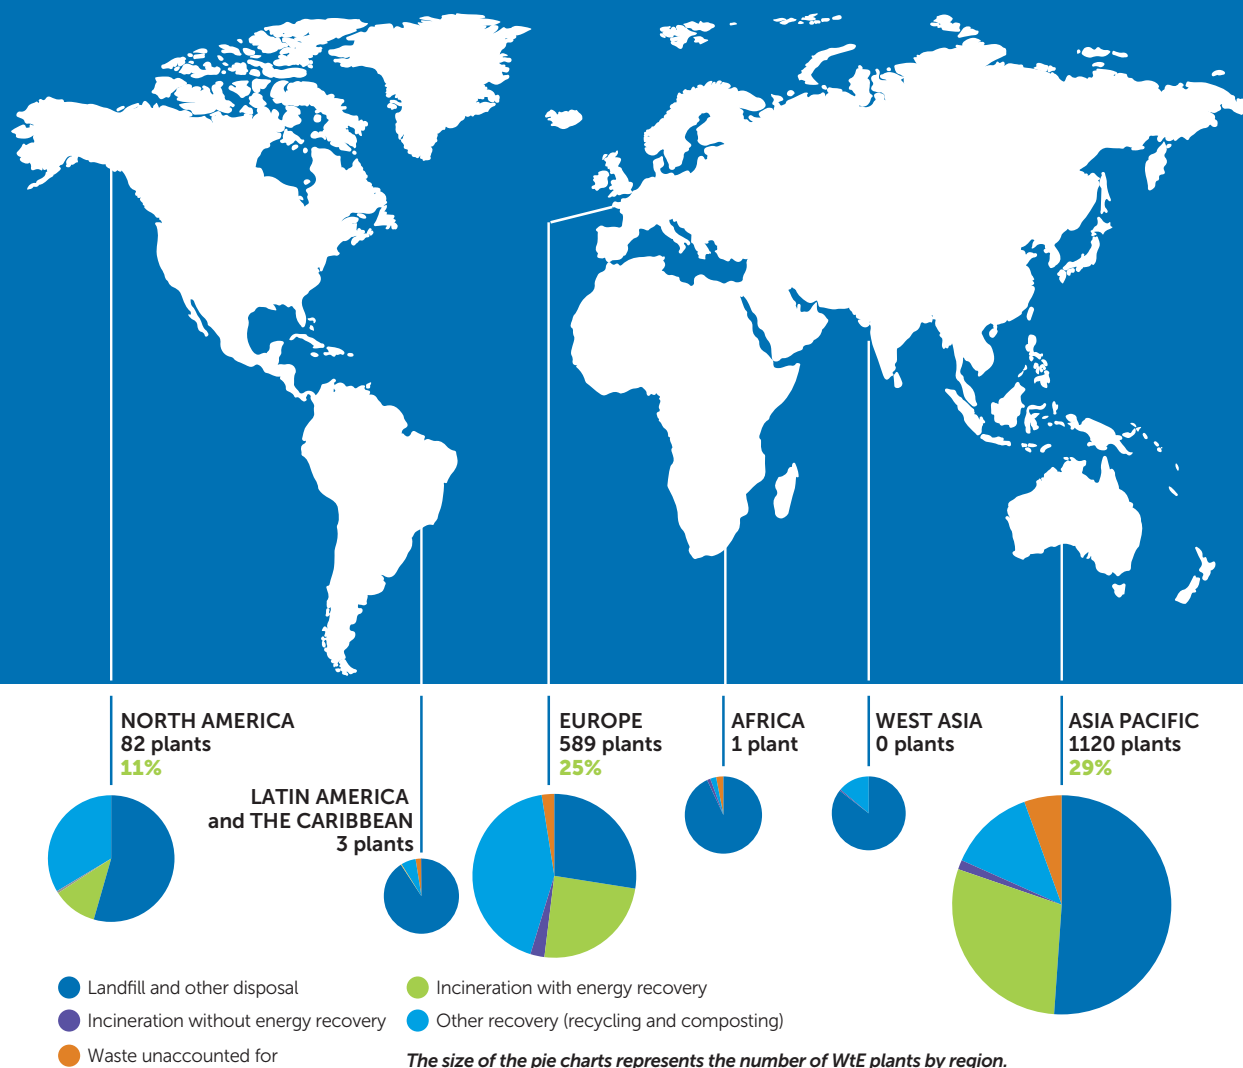 NORTH AMERICA
82 plants
11%
LATIN AMERICA
and THE CARIBBEAN
3 plants
EUROPE
589 plants
25%
AFRICA
1 plant
WEST ASIA
0 plants
ASIA PACIFIC
1120 plants
29%
Landfill and other disposal
Incineration with energy recovery
Incineration without energy recovery
Other recovery (recycling and composting)
Waste unaccounted for
The size of the pie charts represents the number of WtE plants by region.